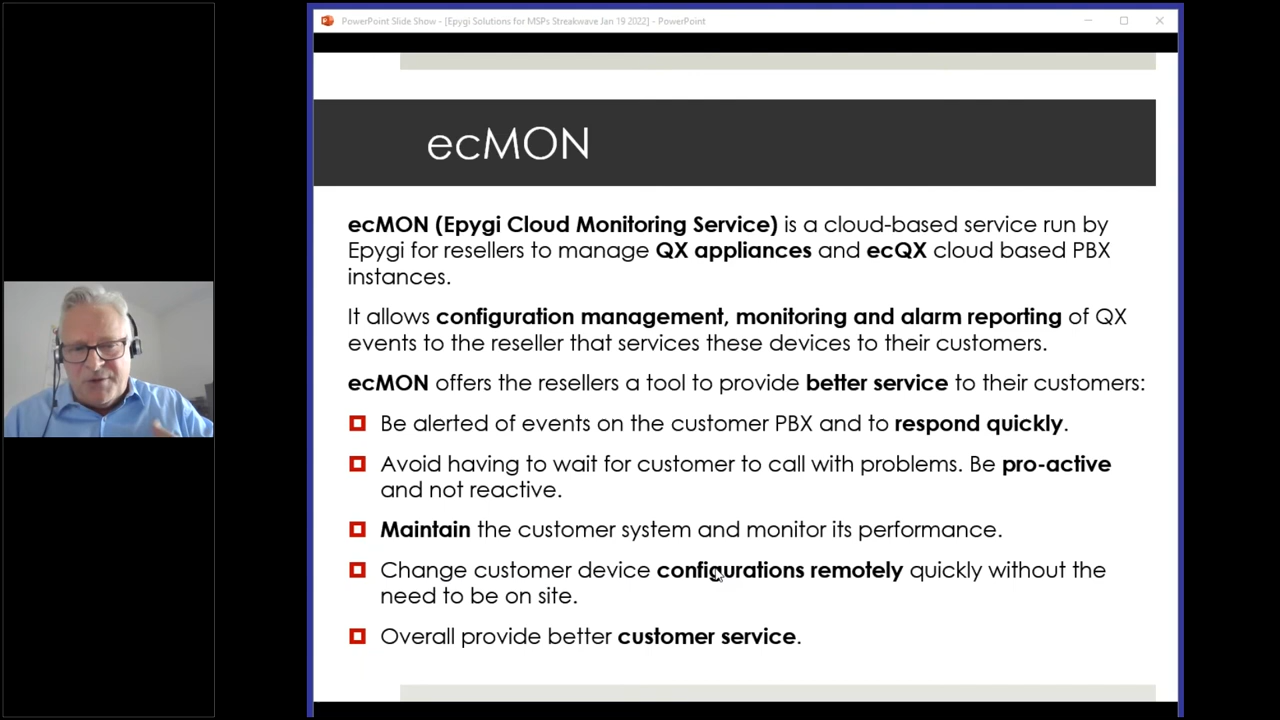 PowerPoint Slide Show - [Epygi Solutions for MSPs Streakwave Jan 19 2022] - PowerPoint
ecMON
ecMON (Epygi Cloud Monitoring Service) is a cloud-based service run by
Epygi for resellers to manage QX appliances and ecQX cloud based PBX
instances.
It allows configuration management, monitoring and alarm reporting of QX
events to the reseller that services these devices to their customers.
ecMON offers the resellers a tool to provide better service to their customers:
Be alerted of events on the customer PBX and to respond quickly.
Avoid having to wait for customer to call with problems. Be pro-active
and not reactive.
Maintain the customer system and monitor its performance.
Change customer device configurations remotely quickly without the
need to be on site.
Overall provide better customer service.